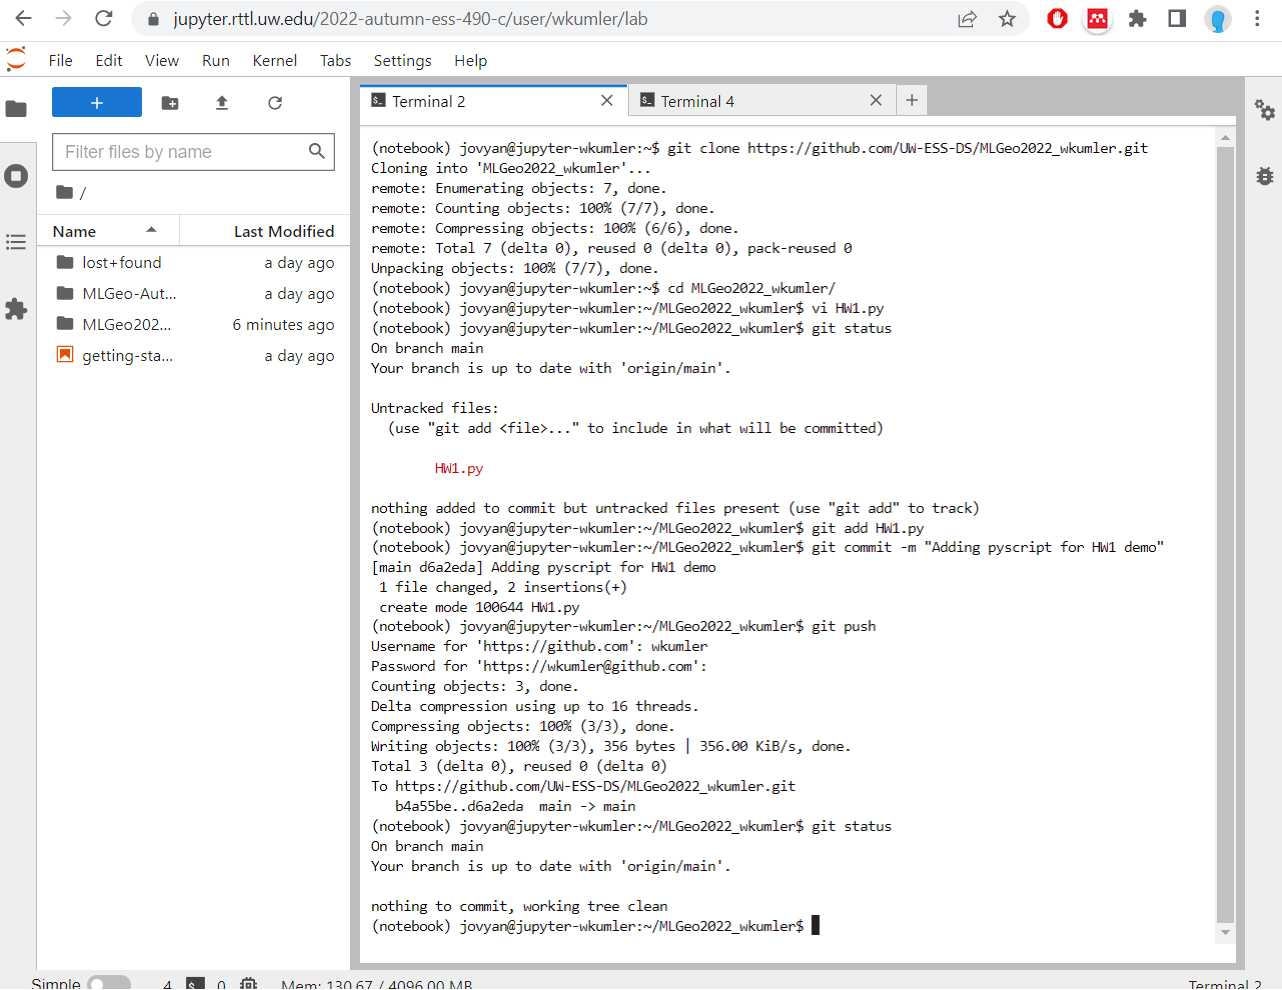 jupyter.rttl.uw.edu/2022-autumn-ess-490-c/user/wkumler/lab
File Edit View Run Kernel Tabs Settings Help
+
Filter files by name
/
Name Last Modified
lost+found a day ago
MLGeo-Aut... a day ago
MLGeo202... 6 minutes ago
getting-sta... a day ago
Terminal 2 Terminal 4
(notebook) jovyan@jupyter-wkumler:~$ git clone https://github.com/UW-ESS-DS/MLGeo2022_wkumler.git
Cloning into 'MLGeo2022_wkumler'...
remote: Enumerating objects: 7, done.
remote: Counting objects: 100% (7/7), done.
remote: Compressing objects: 100% (6/6), done.
remote: Total 7 (delta 0), reused 0 (delta 0), pack-reused 0
Unpacking objects: 100% (7/7), done.
(notebook) jovyan@jupyter-wkumler:~$ cd MLGeo2022_wkumler/
(notebook) jovyan@jupyter-wkumler:~/MLGeo2022_wkumler$ vi HW1.py
(notebook) jovyan@jupyter-wkumler:~/MLGeo2022_wkumler$ git status
On branch main
Your branch is up to date with 'origin/main'.
Untracked files:
(use "git add <file>..." to include in what will be committed)
HW1.py
nothing added to commit but untracked files present (use "git add" to track)
(notebook) jovyan@jupyter-wkumler:~/MLGeo2022_wkumler$ git add HW1.py
(notebook) jovyan@jupyter-wkumler:~/MLGeo2022_wkumler$ git commit -m "Adding pyscript for HW1 demo"
[main d6a2eda] Adding pyscript for HW1 demo
1 file changed, 2 insertions(+)
create mode 100644 HW1.py
(notebook) jovyan@jupyter-wkumler:~/MLGeo2022_wkumler$ git push
Username for 'https://github.com': wkumler
Password for 'https://wkumler@github.com':
Counting objects: 3, done.
Delta compression using up to 16 threads.
Compressing objects: 100% (3/3), done.
Writing objects: 100% (3/3), 356 bytes | 356.00 KiB/s, done.
Total 3 (delta 0), reused 0 (delta 0)
To https://github.com/UW-ESS-DS/MLGeo2022_wkumler.git
b4a55be..d6a2eda main -> main
(notebook) jovyan@jupyter-wkumler:~/MLGeo2022_wkumler$ git status
On branch main
Your branch is up to date with 'origin/main'.
nothing to commit, working tree clean
(notebook) jovyan@jupyter-wkumler:~/MLGeo2022_wkumler$
Simple 4 0 Mem: 130.67 / 4096.00 MB Terminal 2